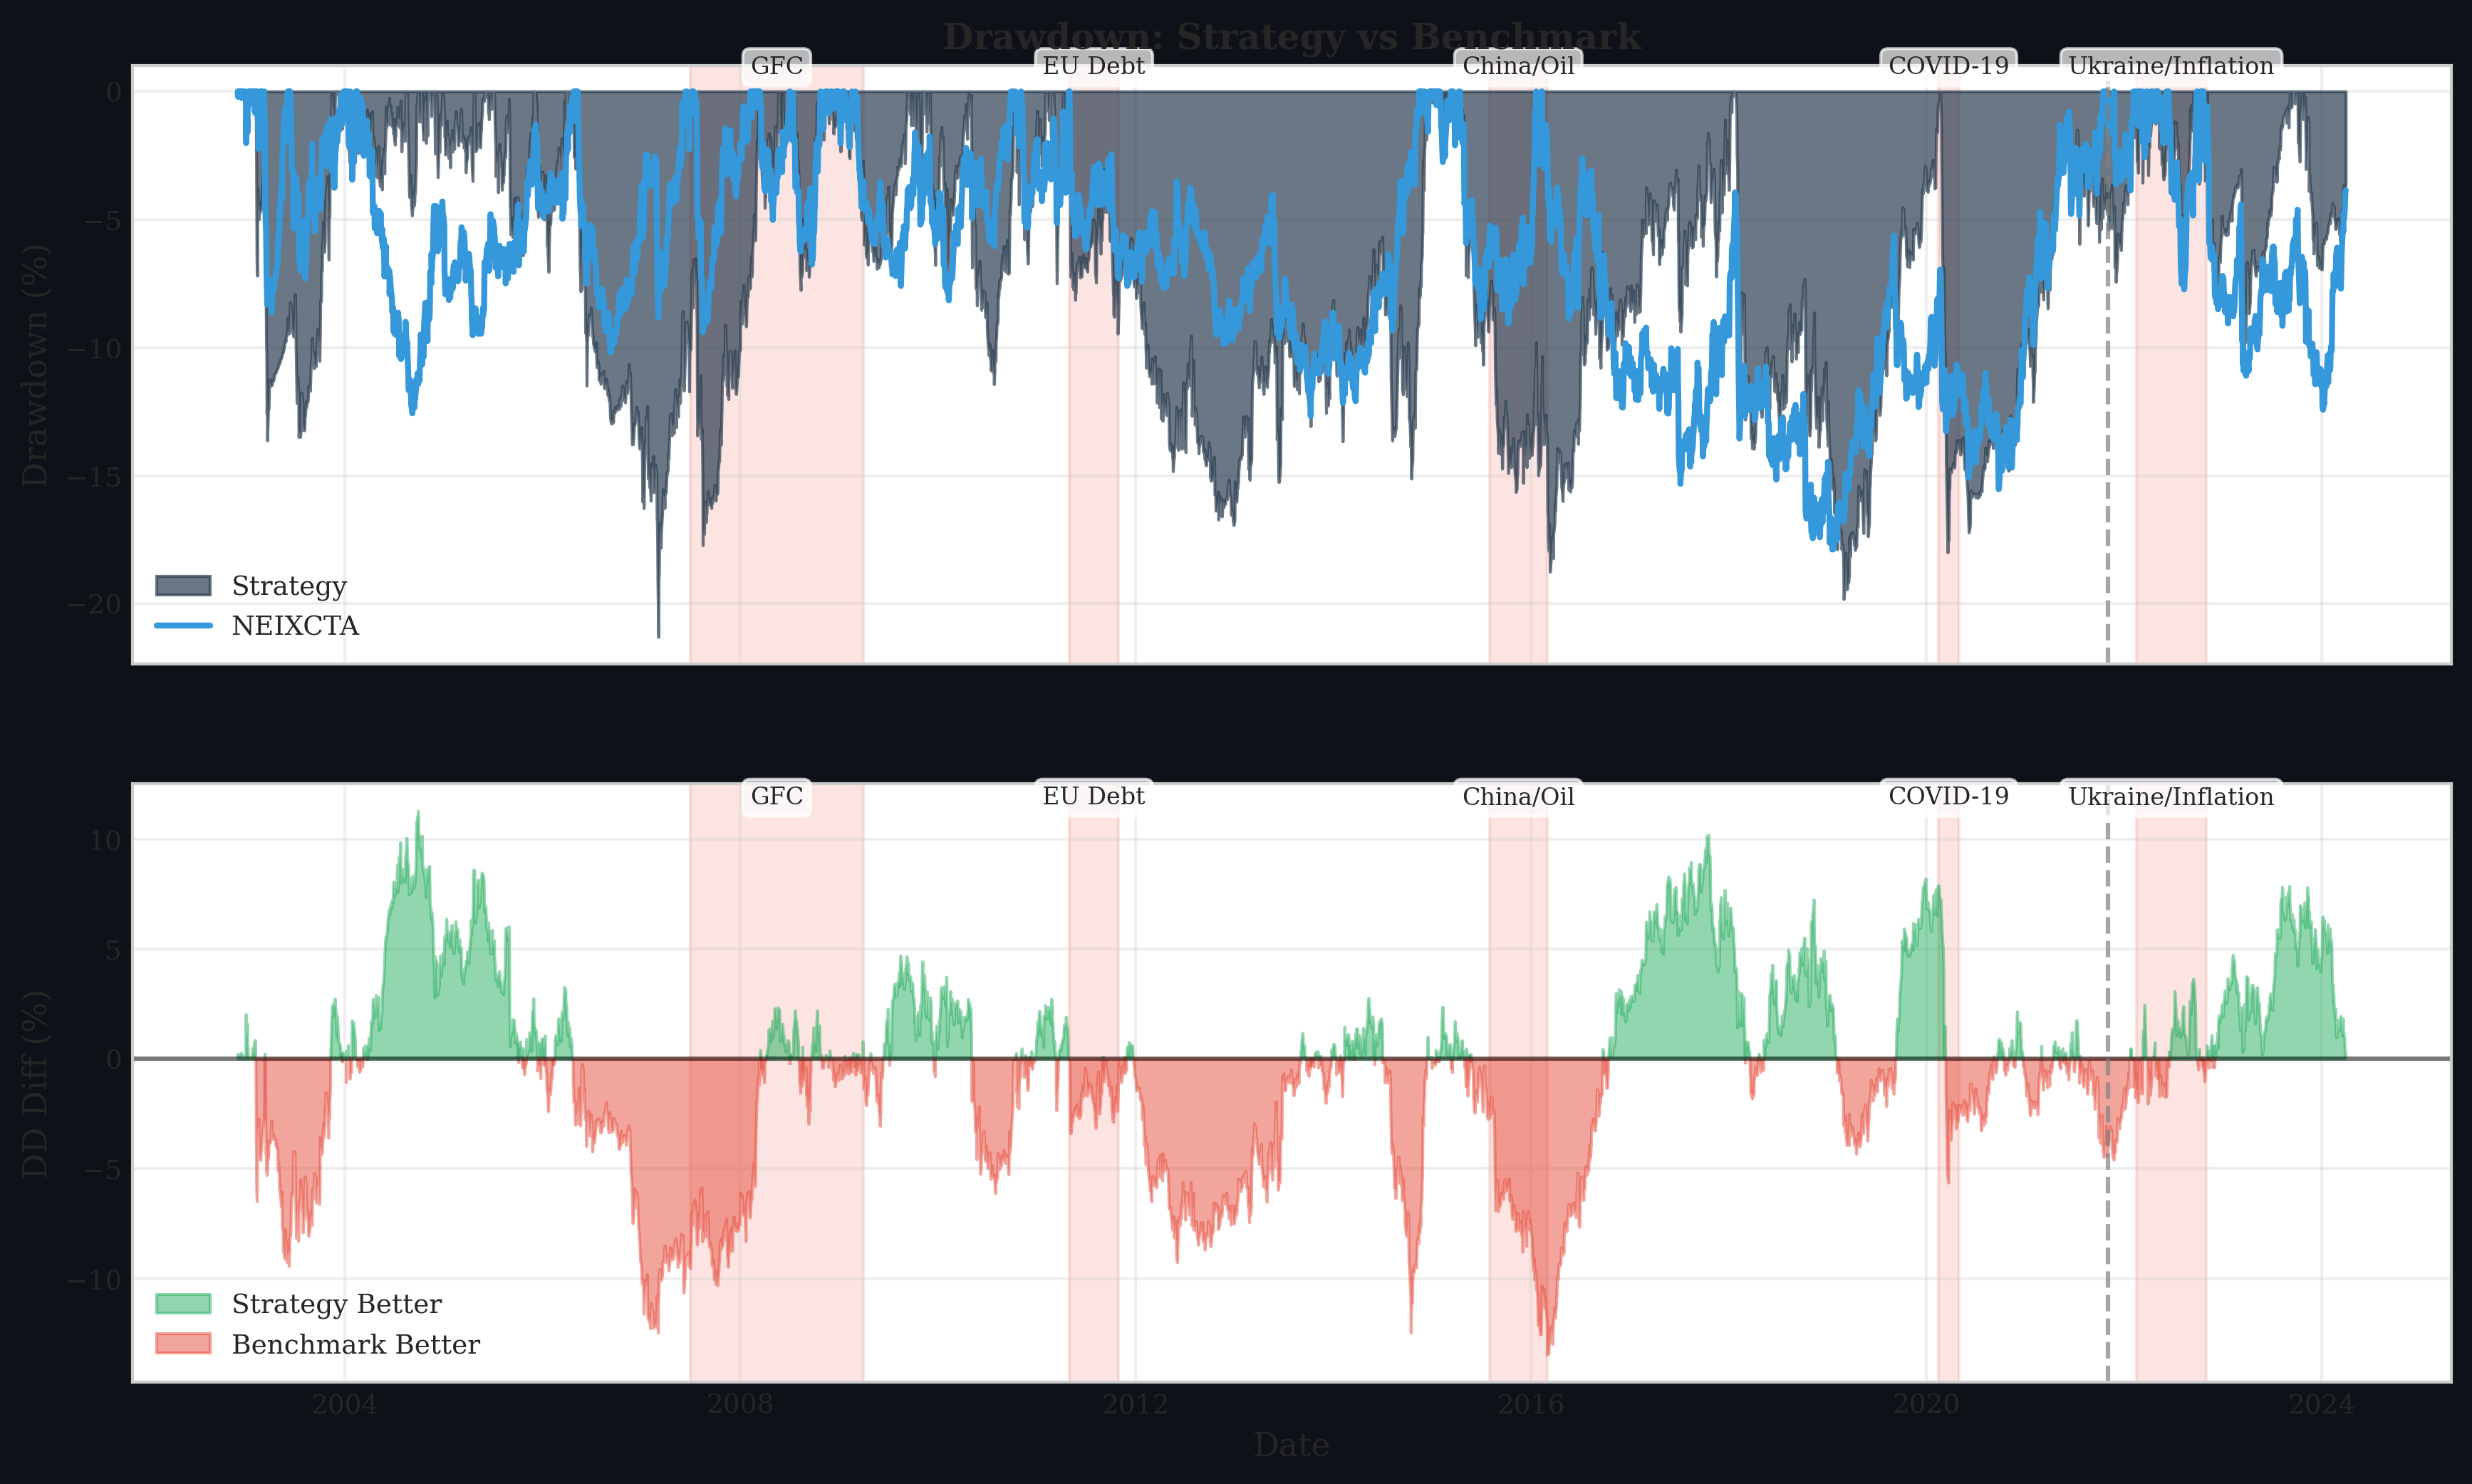 Drawdown: Strategy vs Benchmark
GFC
EU Debt
China/Oil
COVID-19
Ukraine/Inflation
Drawdown (%)
0
−5
−10
−15
−20
Strategy
NEIXCTA
GFC
EU Debt
China/Oil
COVID-19
Ukraine/Inflation
DD Diff (%)
10
5
0
−5
−10
Strategy Better
Benchmark Better
2004
2008
2012
2016
2020
2024
Date